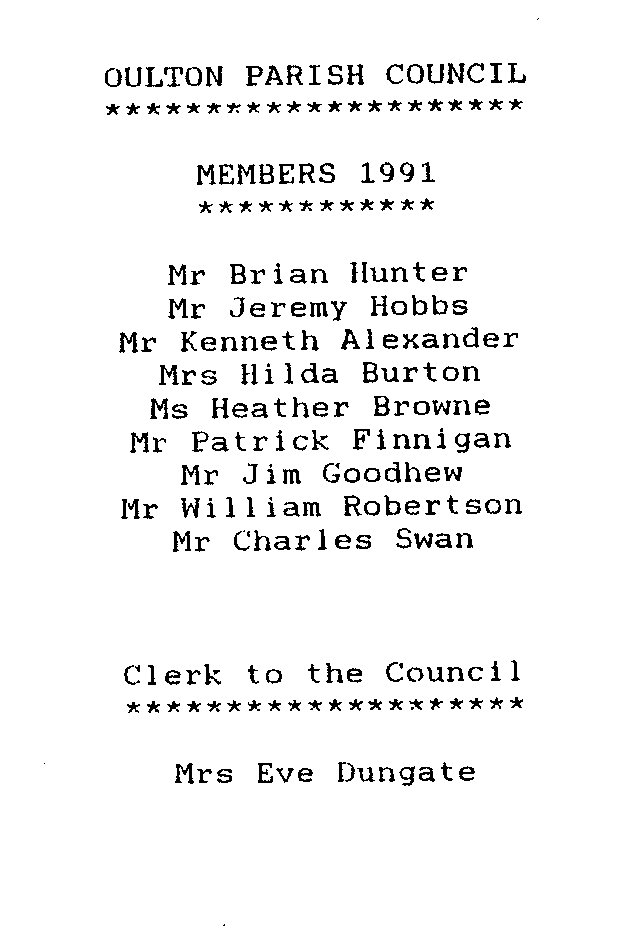 OULTON PARISH COUNCIL
*********************
MEMBERS 1991
************
Mr Brian Hunter
Mr Jeremy Hobbs
Mr Kenneth Alexander
Mrs Hilda Burton
Ms Heather Browne
Mr Patrick Finnigan
Mr Jim Goodhew
Mr William Robertson
Mr Charles Swan
Clerk to the Council
********************
Mrs Eve Dungate